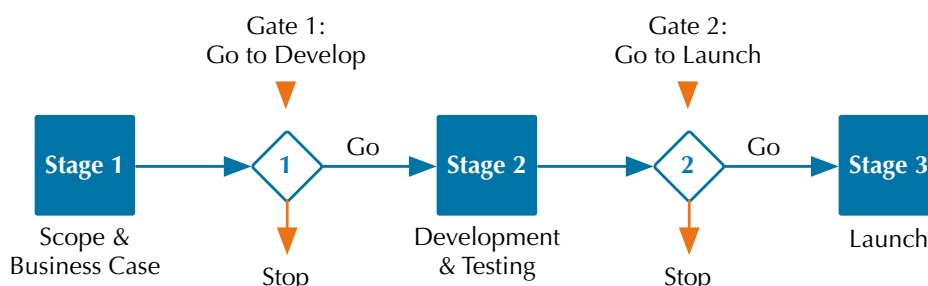 Gate 1:
Go to Develop
Gate 2:
Go to Launch
Stage 1
1
Go
Stage 2
2
Go
Stage 3
Scope &
Business Case
Stop
Development
& Testing
Stop
Launch